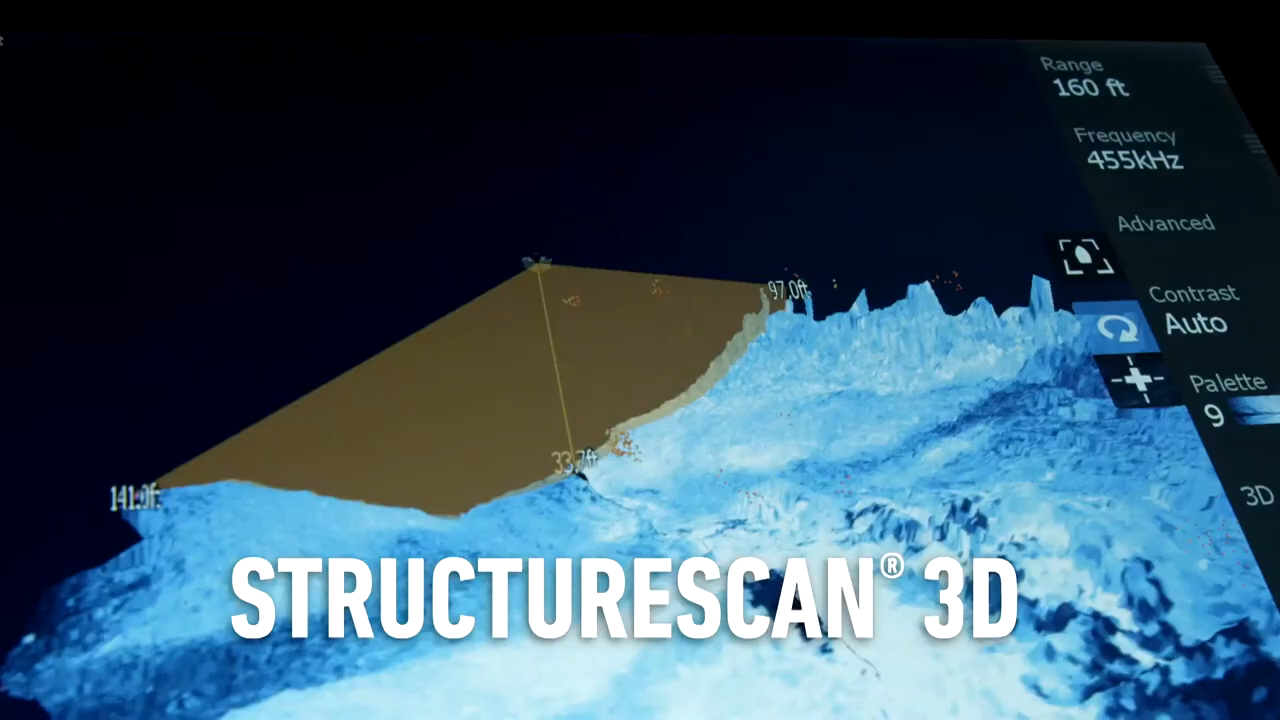 Range
160 ft
Frequency
455kHz
Advanced
97.0ft
Contrast
Auto
Palette
9
33.7ft
141.0ft
3D
STRUCTURESCAN® 3D